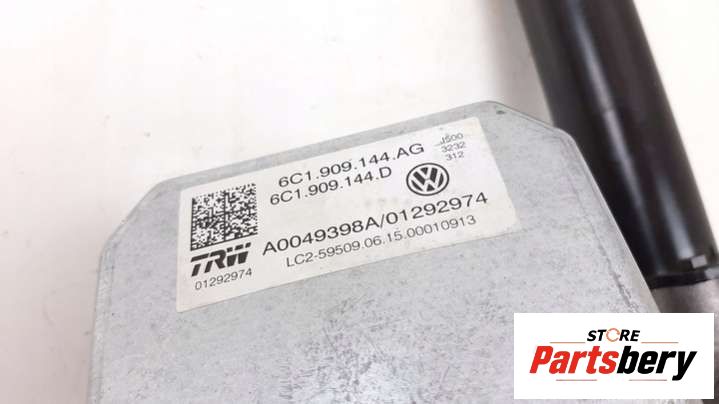 6C1.909.144.AG
6C1.909.144.D
JS00
3232
312
A0049398A/01292974
LC2-59509.06.15.00010913
TRW
01292974
STORE
Partsbery